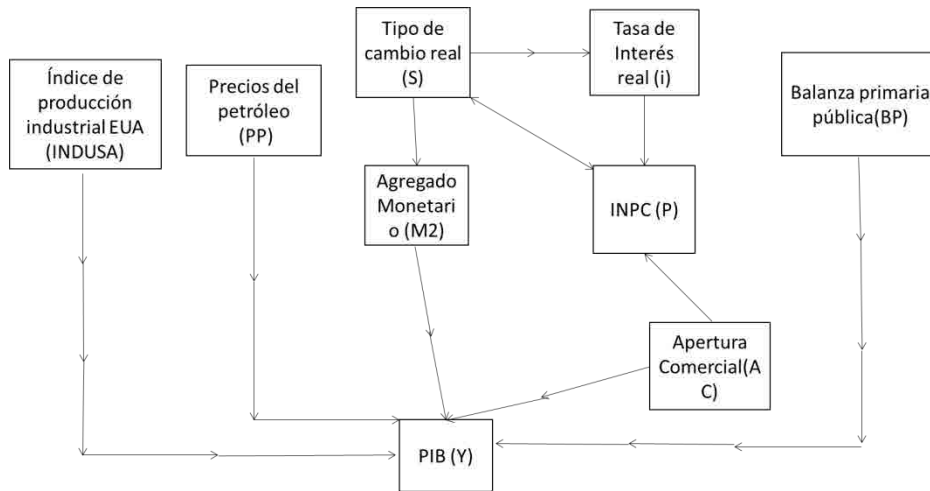 Índice de
producción
industrial EUA
(INDUSA)
Precios del
petróleo
(PP)
Tipo de
cambio real
(S)
Tasa de
Interés
real (i)
Balanza primaria
pública(BP)
Agregado
Monetari
o (M2)
INPC (P)
Apertura
Comercial(A
C)
PIB (Y)